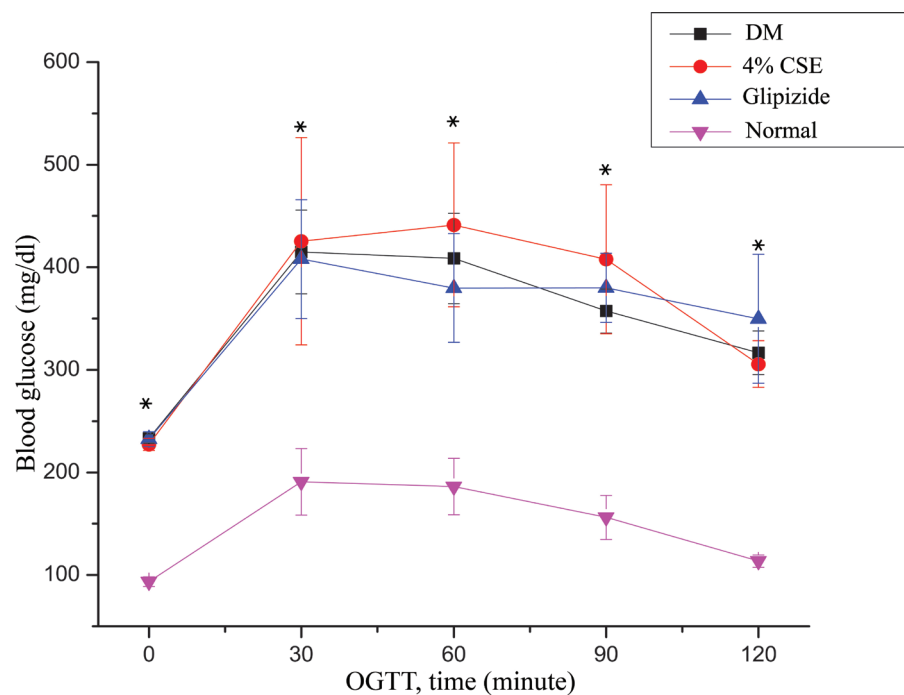 DM
4% CSE
Glipizide
Normal
600
500
400
300
200
100
Blood glucose (mg/dl)
*
*
*
*
*
0
30
60
90
120
OGTT, time (minute)